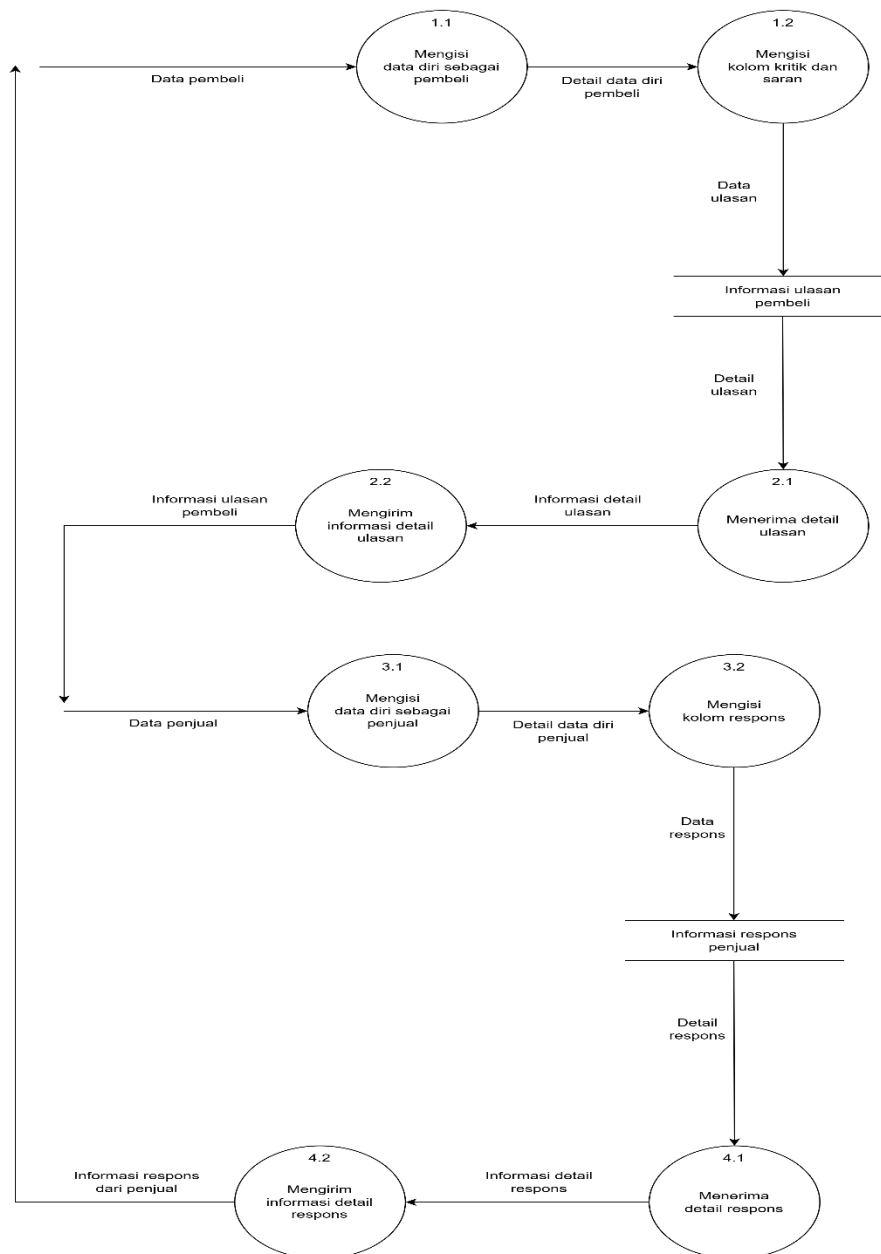 1.1
Mengisi
data diri sebagai
pembeli
1.2
Mengisi
kolom kritik dan
saran
Data pembeli
Detail data diri
pembeli
Data
ulasan
Informasi ulasan
pembeli
Detail
ulasan
2.1
Menerima detail
ulasan
Informasi detail
ulasan
2.2
Mengirim
informasi detail
ulasan
Informasi ulasan
pembeli
3.1
Mengisi
data diri sebagai
penjual
3.2
Mengisi
kolom respons
Data penjual
Detail data diri
penjual
Data
respons
Informasi respons
penjual
Detail
respons
4.1
Menerima
detail respons
Informasi detail
respons
4.2
Mengirim
informasi detail
respons
Informasi respons
dari penjual